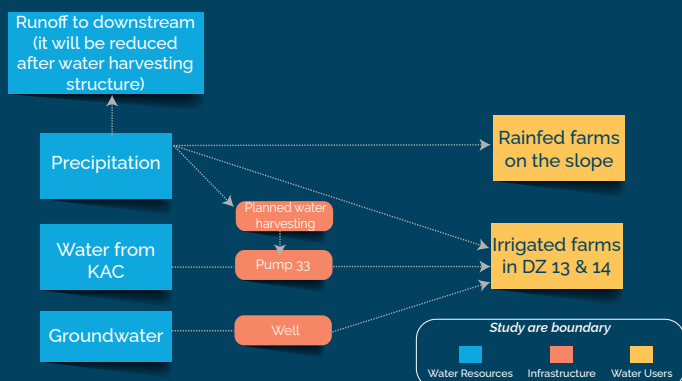 Runoff to downstream
(it will be reduced
after water harvesting
structure)
Precipitation
Rainfed farms
on the slope
Planned water
harvesting
Water from
KAC
Pump 33
Irrigated farms
in DZ 13 & 14
Groundwater
Well
Study are boundary
Water Resources
Infrastructure
Water Users